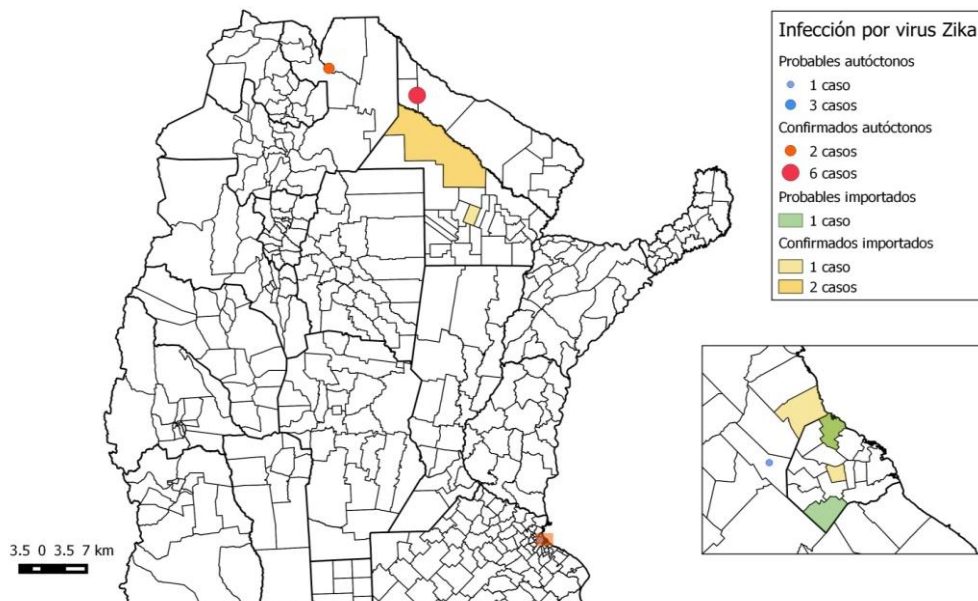 Infección por virus Zika
Probables autóctonos
1 caso
3 casos
Confirmados autóctonos
2 casos
6 casos
Probables importados
1 caso
Confirmados importados
1 caso
2 casos
3.5 0 3.5 7 km